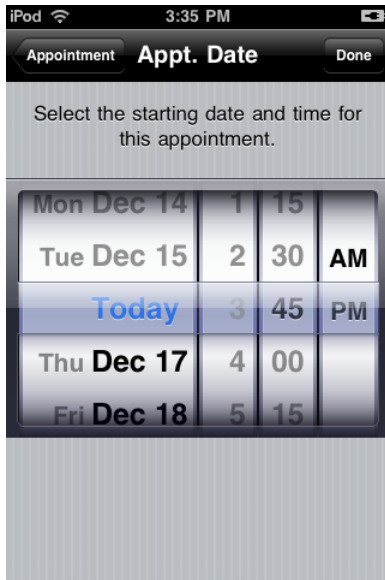 iPod 3:35 PM
Appointment Appt. Date Done
Select the starting date and time for
this appointment.
Mon Dec 14 1 15
Tue Dec 15 2 30 AM
Today 3 45 PM
Thu Dec 17 4 00
Fri Dec 18 5 15